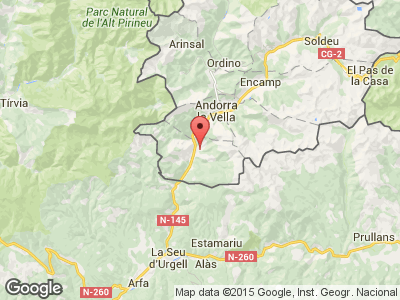 Parc Natural
de l'Alt Pirineu
Soldeu
Arinsal
CG-2
Ordino
El Pas de
la Casa
Encamp
Tírvia
Andorra
la Vella
N-145
Prullans
Estamariu
La Seu
d'Urgell
Alàs
N-260
N-260
Arfa
Google
Map data ©2015 Google, Inst. Geogr. Nacional